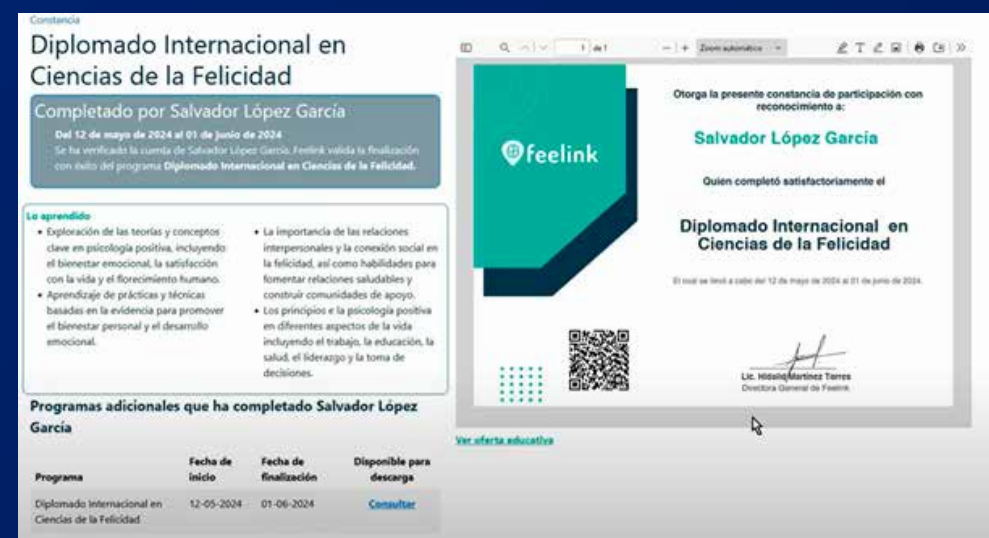 Constancia
Diplomado Internacional en
Ciencias de la Felicidad
Completado por Salvador López García
Del 12 de mayo de 2024 al 01 de junio de 2024
Se ha verificado la cuenta de Salvador López García. Feelink valida la finalización
con éxito del programa Diplomado Internacional en Ciencias de la Felicidad.
Lo aprendido
• Exploración de las teorías y conceptos
clave en psicología positiva, incluyendo
el bienestar emocional, la satisfacción
con la vida y el florecimiento humano.
• Aprendizaje de prácticas y técnicas
basadas en la evidencia para promover
el bienestar personal y el desarrollo
emocional.
• La importancia de las relaciones
interpersonales y la conexión social en
la felicidad, así como habilidades para
fomentar relaciones saludables y
construir comunidades de apoyo.
• Los principios e la psicología positiva
en diferentes aspectos de la vida
incluyendo el trabajo, la educación, la
salud, el liderazgo y la toma de
decisiones.
Programas adicionales que ha completado Salvador López
García
Programa Fecha de inicio Fecha de finalización Disponible para descarga
Diplomado Internacional en Ciencias de la Felicidad 12-05-2024 01-06-2024 Consultar
1 de 1 Zoom automático
feelink
Otorga la presente constancia de participación con
reconocimiento a:
Salvador López García
Quien completó satisfactoriamente el
Diplomado Internacional en
Ciencias de la Felicidad
El cual se llevó a cabo del 12 de mayo de 2024 al 01 de junio de 2024.
Lic. Martínez Torres
Directora General de Feelink
Ver oferta educativa